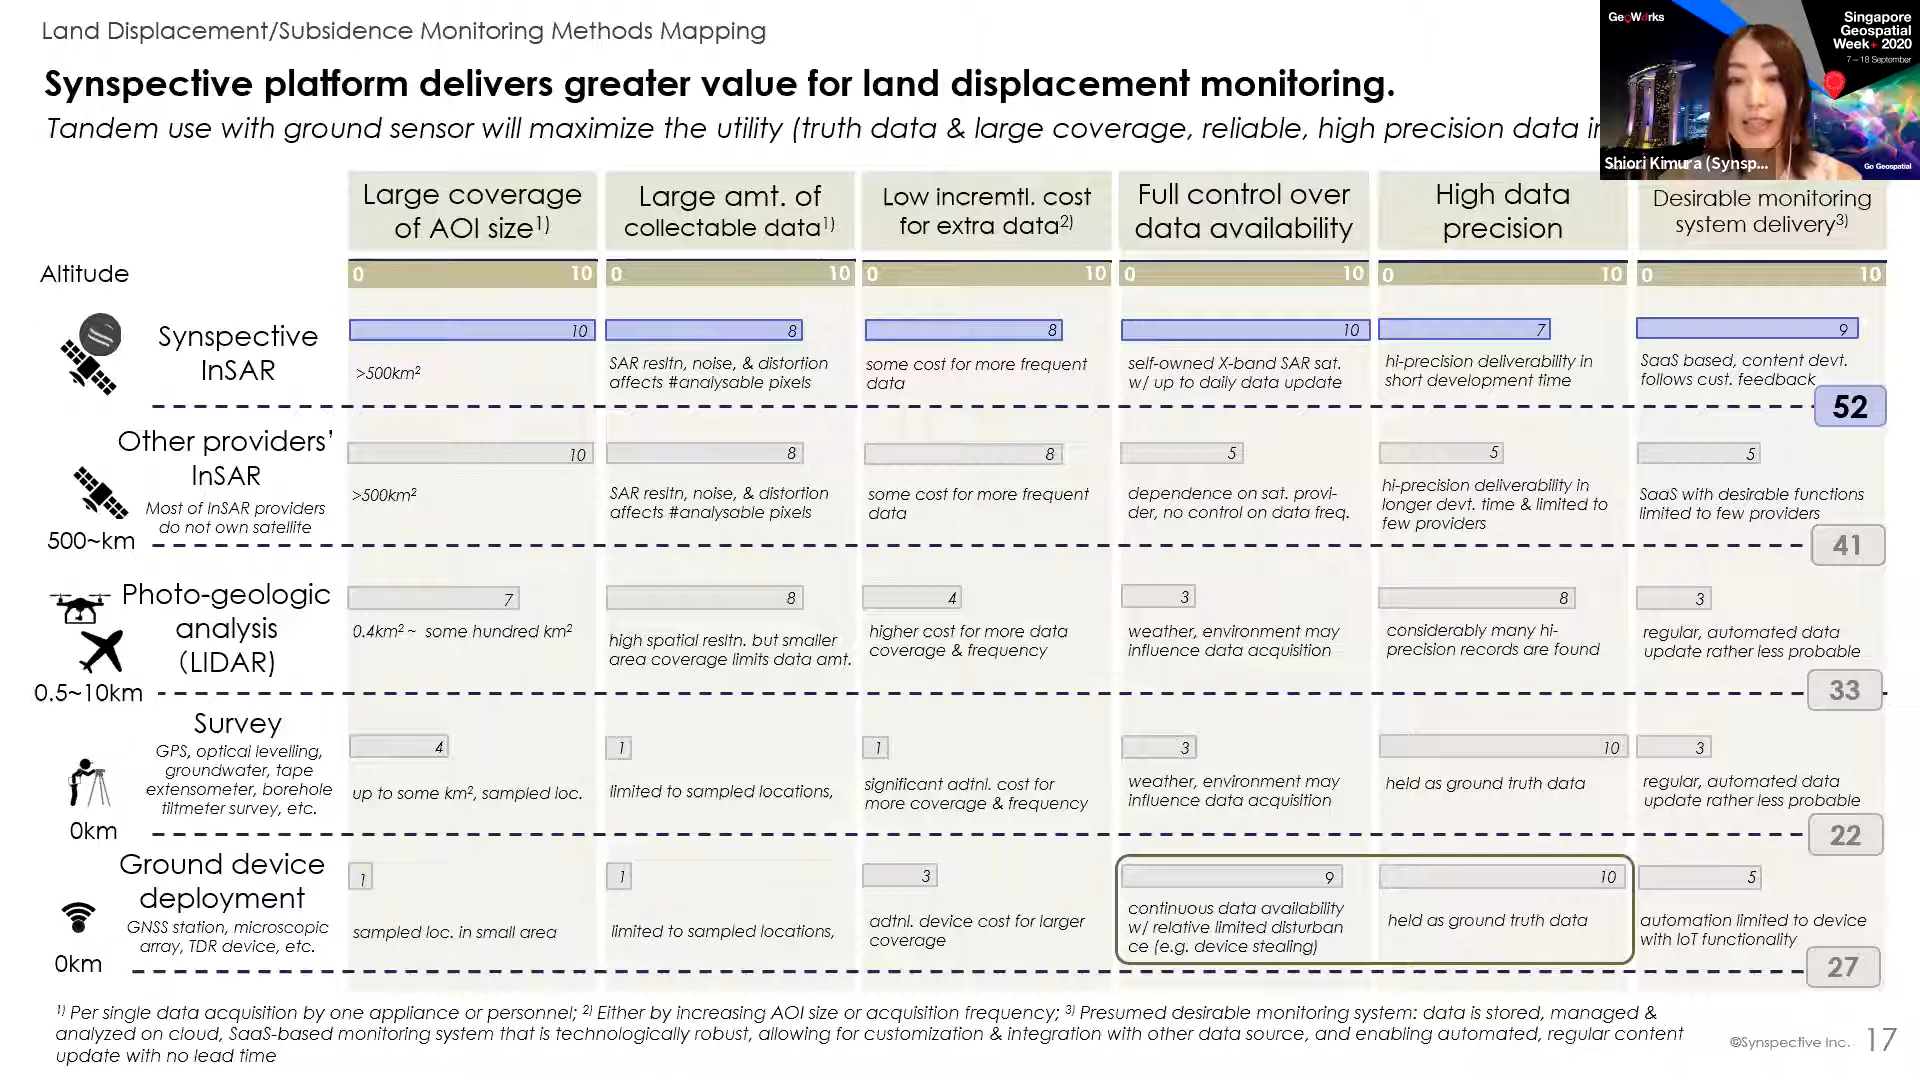 Land Displacement/Subsidence Monitoring Methods Mapping
Synspective platform delivers greater value for land displacement monitoring.
Tandem use with ground sensor will maximize the utility (truth data & large coverage, reliable, high precision data
GeoWorks
Singapore
Geospatial
Week 2020
7 – 18 September
Shiori Kimura (Synsp...
Go Geospatial
Large coverage
of AOI size1)
Large amt. of
collectable data1)
Low incremtl. cost
for extra data2)
Full control over
data availability
High data
precision
Desirable monitoring
system delivery3)
Altitude
0 10
0 10
0 10
0 10
0 10
0 10
Synspective
InSAR
10
>500km2
8
SAR resltn, noise, & distortion
affects #analysable pixels
8
some cost for more frequent
data
10
self-owned X-band SAR sat.
w/ up to daily data update
7
hi-precision deliverability in
short development time
9
SaaS based, content devt.
follows cust. feedback
52
Other providers'
InSAR
Most of InSAR providers
do not own satellite
500~km
10
>500km2
8
SAR resltn, noise, & distortion
affects #analysable pixels
8
some cost for more frequent
data
5
dependence on sat. provi-
der, no control on data freq.
5
hi-precision deliverability in
longer devt. time & limited to
few providers
5
SaaS with desirable functions
limited to few providers
41
Photo-geologic
analysis
(LIDAR)
0.5~10km
7
0.4km2 ~ some hundred km2
8
high spatial resltn. but smaller
area coverage limits data amt.
4
higher cost for more data
coverage & frequency
3
weather, environment may
influence data acquisition
8
considerably many hi-
precision records are found
3
regular, automated data
update rather less probable
33
Survey
GPS, optical levelling,
groundwater, tape
extensometer, borehole
tiltmeter survey, etc.
0km
4
up to some km2, sampled loc.
1
limited to sampled locations,
1
significant adtnl. cost for
more coverage & frequency
3
weather, environment may
influence data acquisition
10
held as ground truth data
3
regular, automated data
update rather less probable
22
Ground device
deployment
GNSS station, microscopic
array, TDR device, etc.
0km
1
sampled loc. in small area
1
limited to sampled locations,
3
adtnl. device cost for larger
coverage
9
continuous data availability
w/ relative limited disturban
ce (e.g. device stealing)
10
held as ground truth data
5
automation limited to device
with IoT functionality
27
1) Per single data acquisition by one appliance or personnel; 2) Either by increasing AOI size or acquisition frequency; 3) Presumed desirable monitoring system: data is stored, managed &
analyzed on cloud, SaaS-based monitoring system that is technologically robust, allowing for customization & integration with other data source, and enabling automated, regular content
update with no lead time
©Synspective Inc.
17